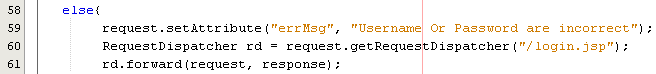 58 else{
59 request.setAttribute("errMsg", "Username Or Password are incorrect");
60 RequestDispatcher rd = request.getRequestDispatcher("/login.jsp");
61 rd.forward(request, response);